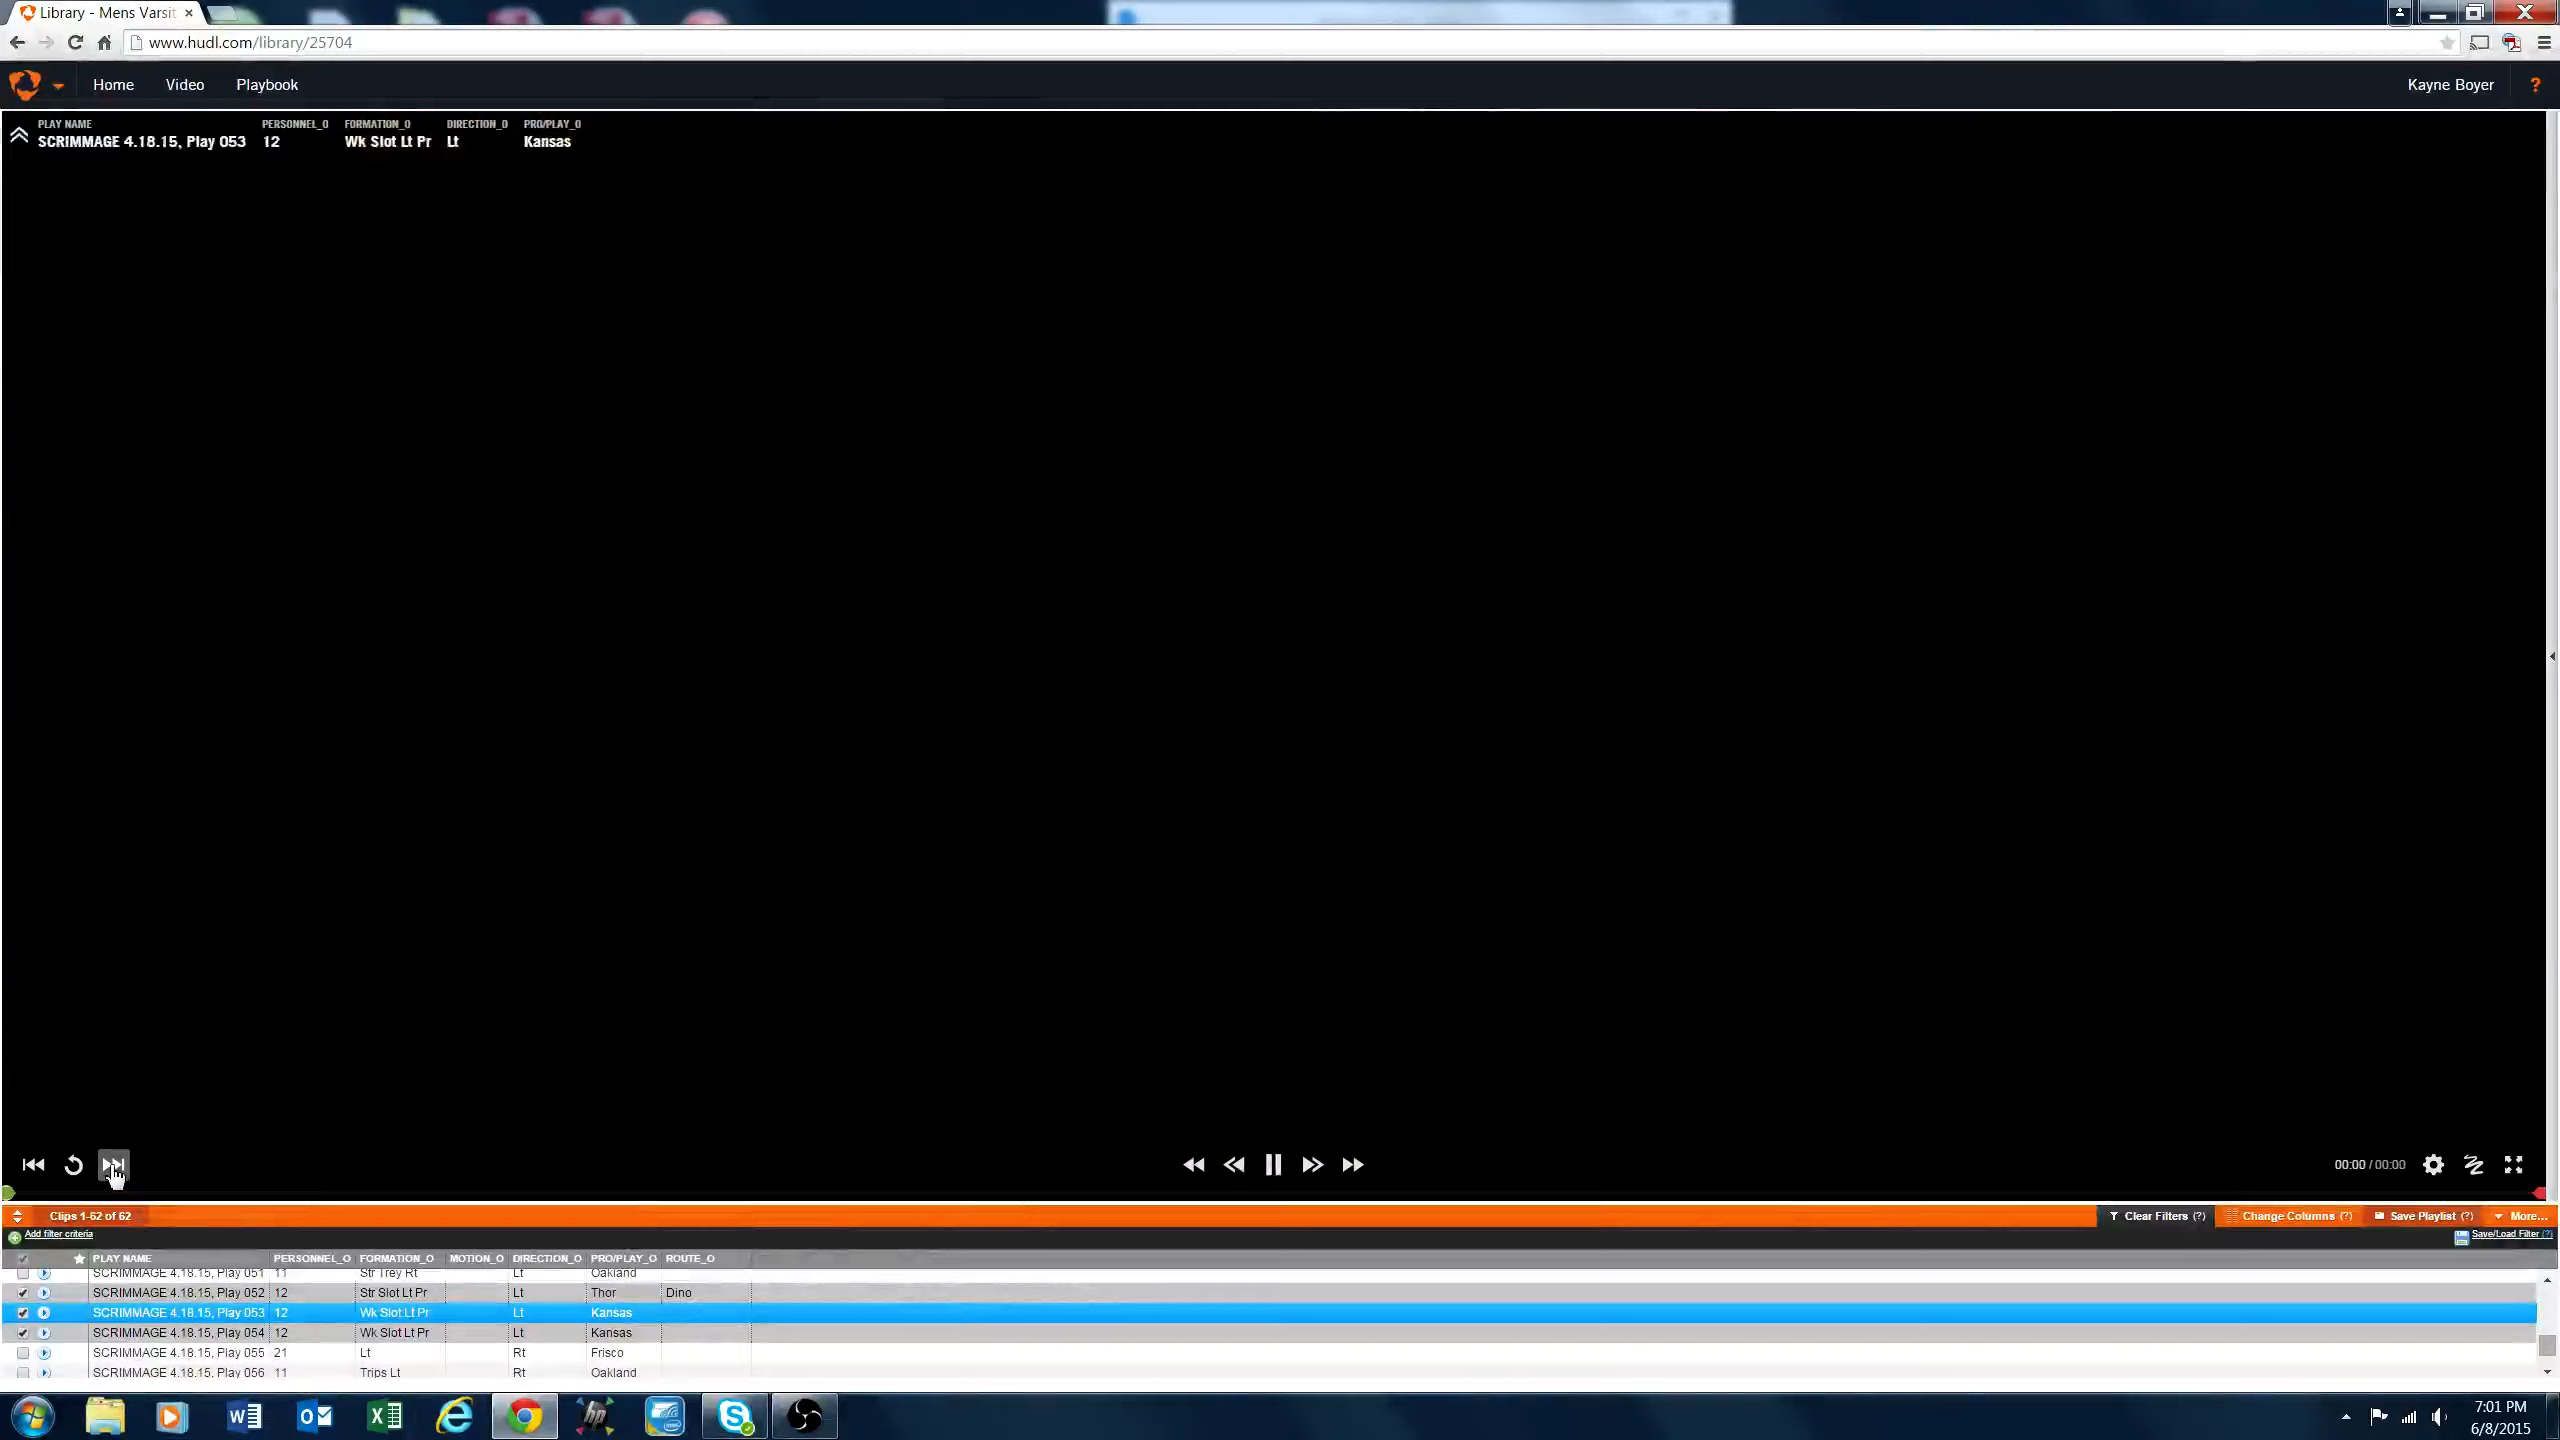 Library - Mens Varsit
www.hudl.com/library/25704
Home Video Playbook Kayne Boyer ?
PLAY NAME PERSONNEL_O FORMATION_O DIRECTION_O PRO/PLAY_O
SCRIMMAGE 4.18.15, Play 053 12 Wk Slot Lt Pr Lt Kansas
00:00 / 00:00
Clips 1-62 of 62 Clear Filters (?) Change Columns (?) Save Playlist (?) More...
Add filter criteria Save/Load Filter (?)
PLAY NAME PERSONNEL_O FORMATION_O MOTION_O DIRECTION_O PRO/PLAY_O ROUTE_O
SCRIMMAGE 4.18.15, Play 051 11 Str Trey Rt Lt Oakland
SCRIMMAGE 4.18.15, Play 052 12 Str Slot Lt Pr Lt Thor Dino
SCRIMMAGE 4.18.15, Play 053 12 Wk Slot Lt Pr Lt Kansas
SCRIMMAGE 4.18.15, Play 054 12 Wk Slot Lt Pr Lt Kansas
SCRIMMAGE 4.18.15, Play 055 21 Lt Rt Frisco
SCRIMMAGE 4.18.15, Play 056 11 Trips Lt Rt Oakland
7:01 PM
6/8/2015